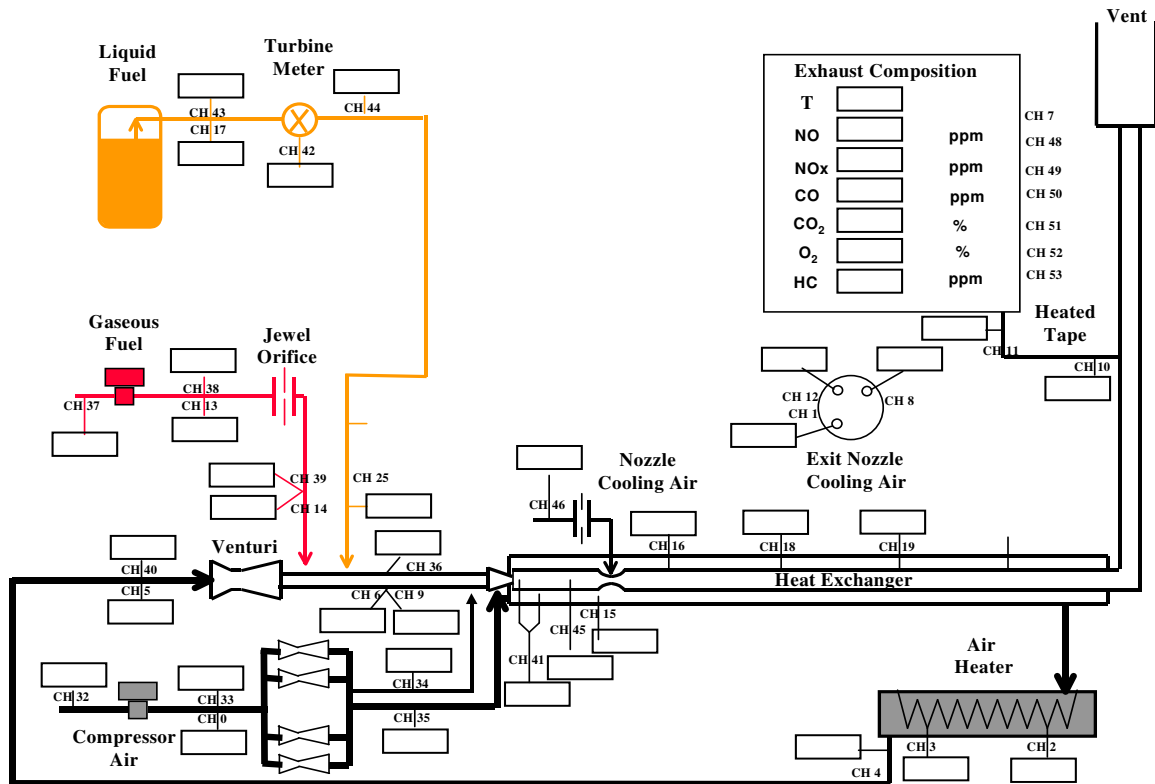 Vent
Liquid
Fuel
Turbine
Meter
CH 43
CH 17
CH 44
CH 42
Exhaust Composition
T
CH 7
NO
ppm
CH 48
NOx
ppm
CH 49
CO
ppm
CH 50
CO2
%
CH 51
O2
%
CH 52
HC
ppm
CH 53
Heated
Tape
CH 11
CH 10
Gaseous
Fuel
Jewel
Orifice
CH 37
CH 38
CH 13
CH 12
CH 1
CH 8
Exit Nozzle
Cooling Air
CH 39
CH 14
CH 25
Nozzle
Cooling Air
CH 46
Venturi
CH 40
CH 5
CH 36
CH 6
CH 9
CH 16
CH 18
CH 19
Heat Exchanger
CH 15
CH 45
CH 41
CH 32
CH 33
CH 0
Compressor
Air
CH 34
CH 35
Air
Heater
CH 4
CH 3
CH 2